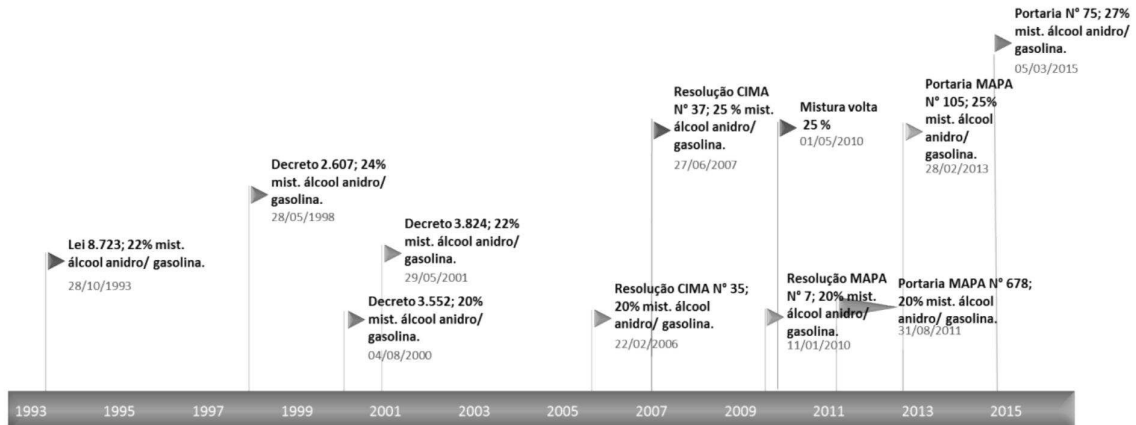 Lei 8.723; 22% mist.
álcool anidro/ gasolina.
28/10/1993
Decreto 2.607; 24%
mist. álcool anidro/
gasolina.
28/05/1998
Decreto 3.552; 20%
mist. álcool anidro/
gasolina.
04/08/2000
Decreto 3.824; 22%
mist. álcool anidro/
gasolina.
29/05/2001
Resolução CIMA N° 35;
20% mist. álcool
anidro/ gasolina.
22/02/2006
Resolução CIMA
N° 37; 25 % mist.
álcool anidro/
gasolina.
27/06/2007
Resolução MAPA
N° 7; 20% mist.
álcool anidro/
gasolina.
11/01/2010
Mistura volta
25 %
01/05/2010
Portaria MAPA N° 678;
20% mist. álcool
anidro/ gasolina.
31/08/2011
Portaria MAPA
N° 105; 25%
mist. álcool
anidro/
gasolina.
28/02/2013
Portaria N° 75; 27%
mist. álcool anidro/
gasolina.
05/03/2015
1993 1995 1997 1999 2001 2003 2005 2007 2009 2011 2013 2015